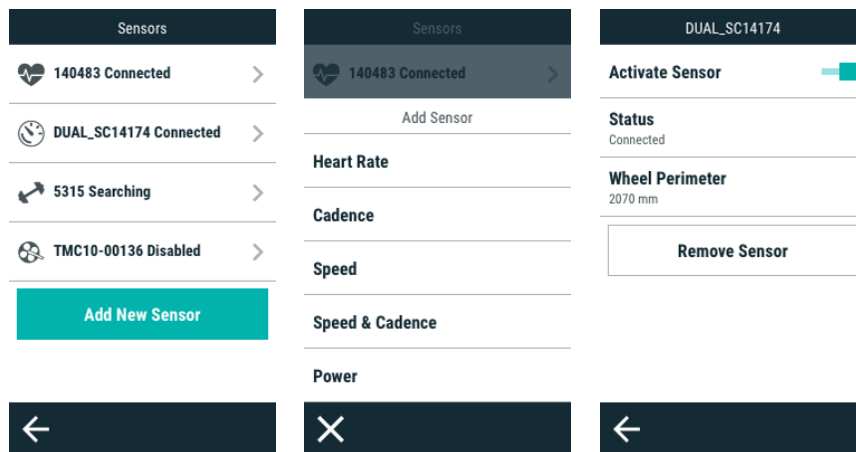 Sensors
140483 Connected
DUAL_SC14174 Connected
5315 Searching
TMC10-00136 Disabled
Add New Sensor
Sensors
140483 Connected
Add Sensor
Heart Rate
Cadence
Speed
Speed & Cadence
Power
DUAL_SC14174
Activate Sensor
Status
Connected
Wheel Perimeter
2070 mm
Remove Sensor